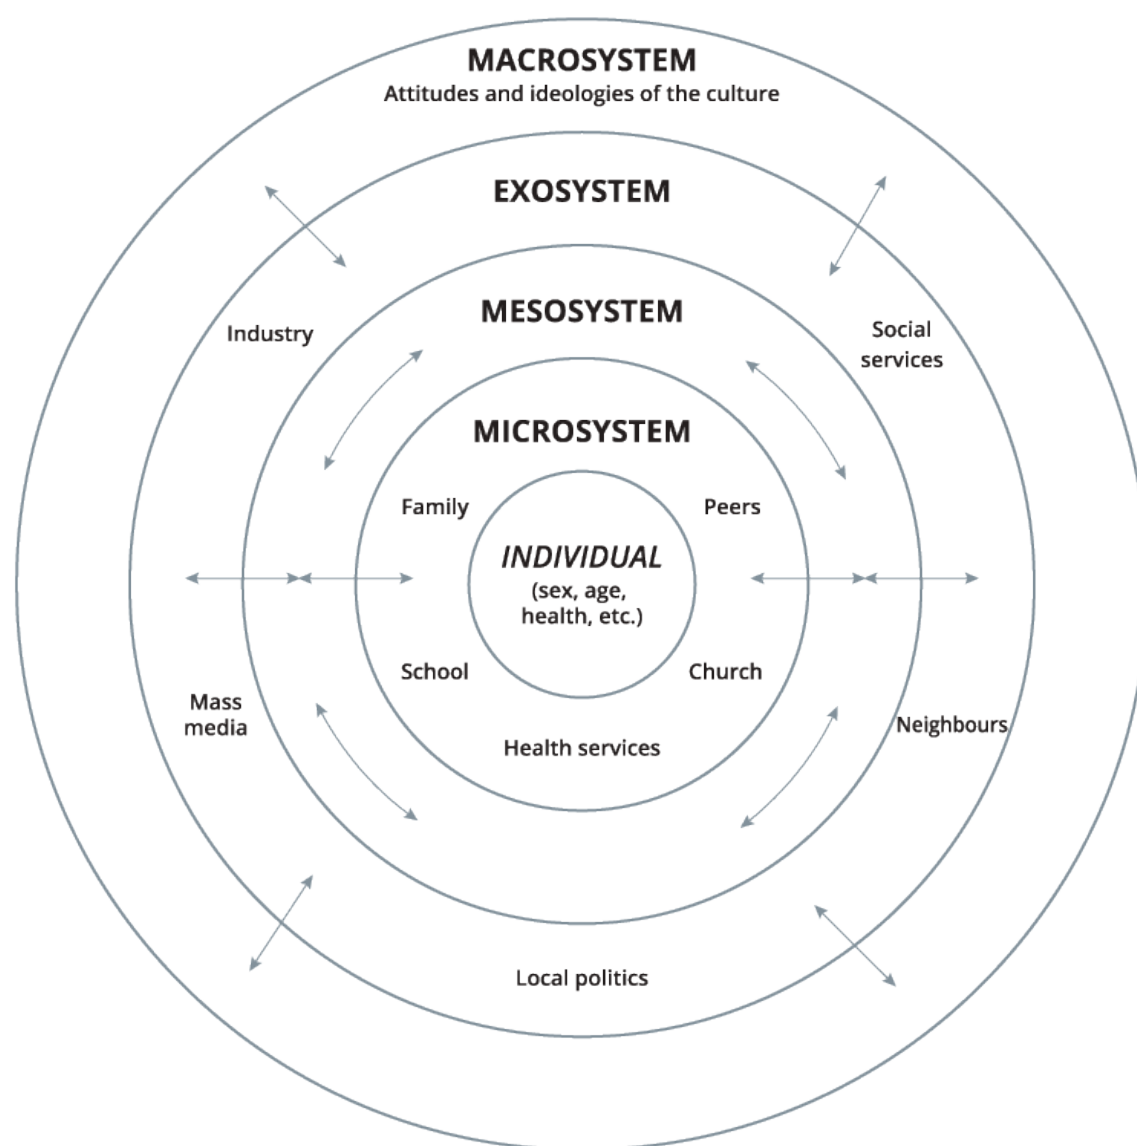 MACROSYSTEM
Attitudes and ideologies of the culture
EXOSYSTEM
MESOSYSTEM
Industry
Social
services
MICROSYSTEM
Family
Peers
INDIVIDUAL
(sex, age,
health, etc.)
School
Church
Mass
media
Neighbours
Health services
Local politics